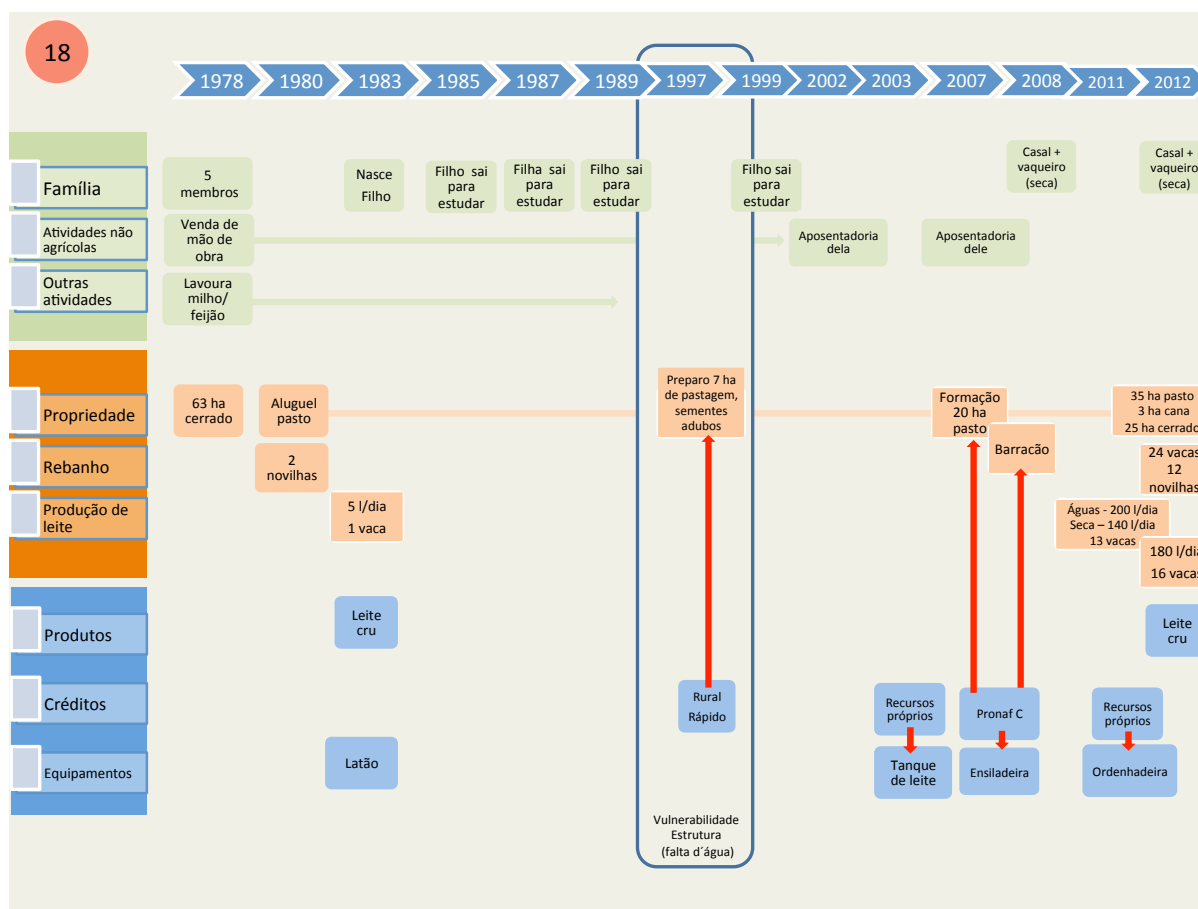 18
1978
1980
1983
1985
1987
1989
1997
1999
2002
2003
2007
2008
2011
2012
Família
5
membros
Nasce
Filho
Filho sai
para
estudar
Filha sai
para
estudar
Filho sai
para
estudar
Filho sai
para
estudar
Casal +
vaqueiro
(seca)
Casal +
vaqueiro
(seca)
Atividades não
agrícolas
Venda de
mão de
obra
Aposentadoria
dela
Aposentadoria
dele
Outras
atividades
Lavoura
milho/
feijão
Propriedade
63 ha
cerrado
Aluguel
pasto
Preparo 7 ha
de pastagem,
sementes
adubos
Formação
20 ha
pasto
Barracão
35 ha pasto
3 ha cana
25 ha cerrado
Rebanho
2
novilhas
24 vacas
12
novilhas
Produção de
leite
5 l/dia
1 vaca
Águas - 200 l/dia
Seca – 140 l/dia
13 vacas
180 l/dia
16 vacas
Produtos
Leite
cru
Leite
cru
Créditos
Rural
Rápido
Recursos
próprios
Pronaf C
Recursos
próprios
Equipamentos
Latão
Tanque
de leite
Ensiladeira
Ordenhadeira
Vulnerabilidade
Estrutura
(falta d´água)